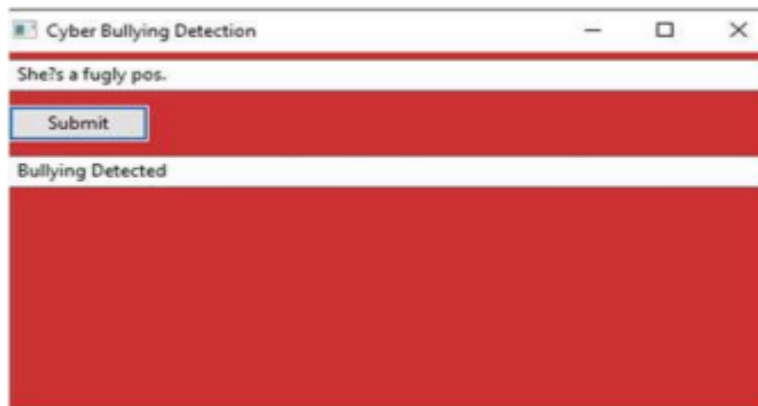 Cyber Bullying Detection
She?s a fugly pos.
Submit
Bullying Detected